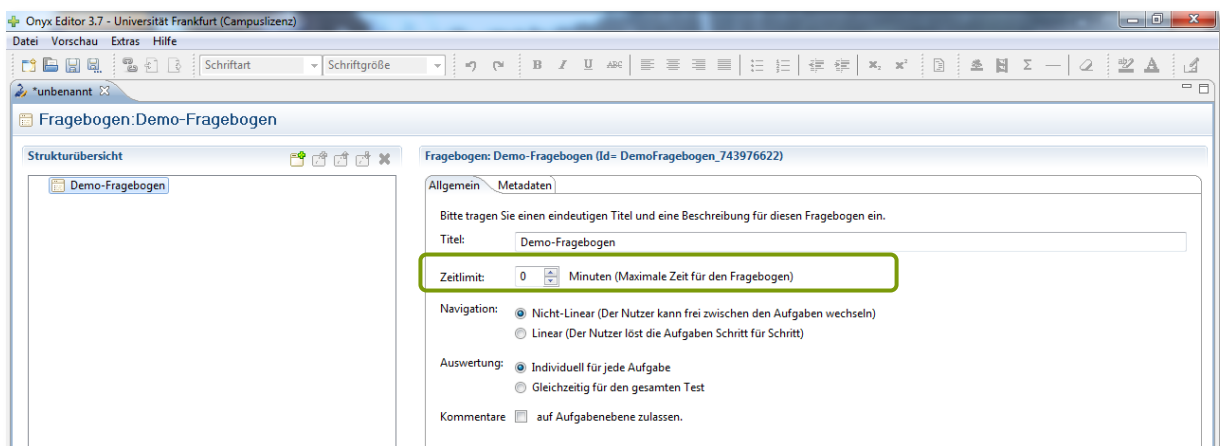 Onyx Editor 3.7 - Universität Frankfurt (Campuslizenz)
Datei Vorschau Extras Hilfe
Schriftart Schriftgröße B I U ABC x₂ x² Σ
*unbenannt
Fragebogen:Demo-Fragebogen
Strukturübersicht
Demo-Fragebogen
Fragebogen: Demo-Fragebogen (Id= DemoFragebogen_743976622)
Allgemein Metadaten
Bitte tragen Sie einen eindeutigen Titel und eine Beschreibung für diesen Fragebogen ein.
Titel: Demo-Fragebogen
Zeitlimit: 0 Minuten (Maximale Zeit für den Fragebogen)
Navigation: Nicht-Linear (Der Nutzer kann frei zwischen den Aufgaben wechseln)
Linear (Der Nutzer löst die Aufgaben Schritt für Schritt)
Auswertung: Individuell für jede Aufgabe
Gleichzeitig für den gesamten Test
Kommentare auf Aufgabenebene zulassen.